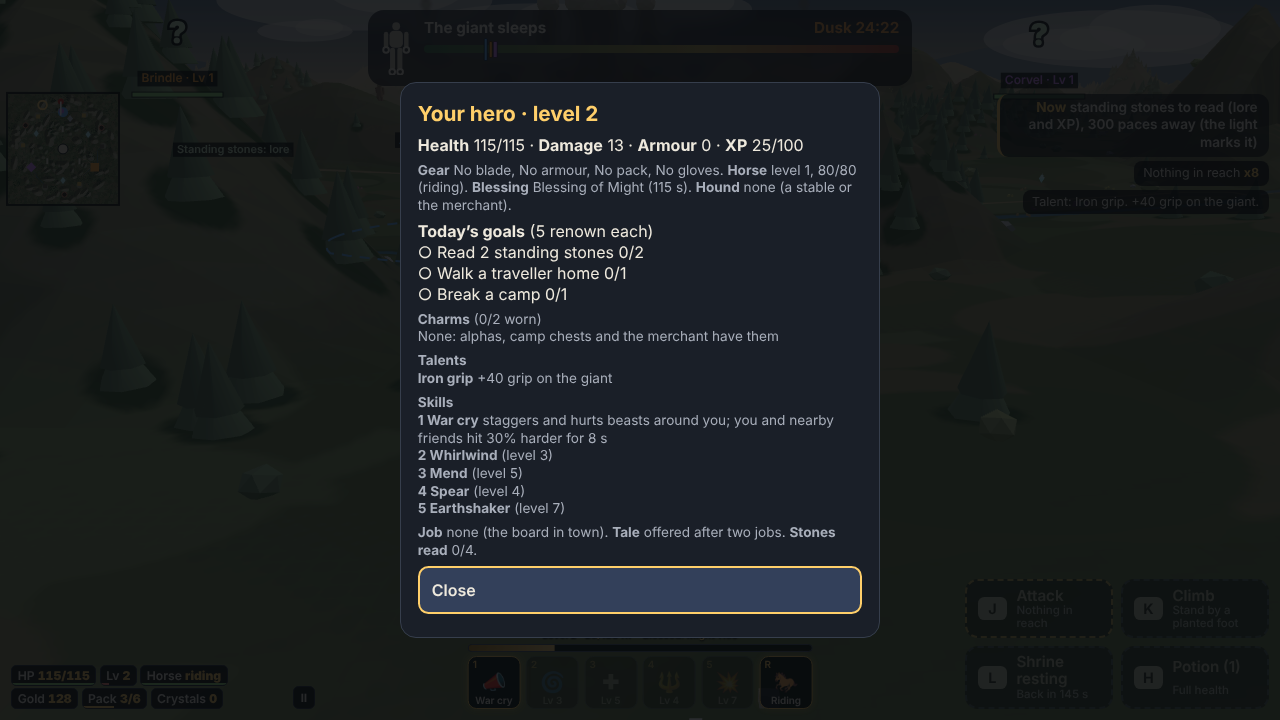 ?
?
The giant sleeps
Dusk 24:22
Brindle · Lv 1
Corvel · Lv 1
Standing stones: lore
Now standing stones to read (lore
and XP), 300 paces away (the light
marks it)
Nothing in reach x8
Talent: Iron grip. +40 grip on the giant.
Your hero · level 2
Health 115/115 · Damage 13 · Armour 0 · XP 25/100
Gear No blade, No armour, No pack, No gloves. Horse level 1, 80/80
(riding). Blessing Blessing of Might (115 s). Hound none (a stable or
the merchant).
Today’s goals (5 renown each)
○ Read 2 standing stones 0/2
○ Walk a traveller home 0/1
○ Break a camp 0/1
Charms (0/2 worn)
None: alphas, camp chests and the merchant have them
Talents
Iron grip +40 grip on the giant
Skills
1 War cry staggers and hurts beasts around you; you and nearby
friends hit 30% harder for 8 s
2 Whirlwind (level 3)
3 Mend (level 5)
4 Spear (level 4)
5 Earthshaker (level 7)
Job none (the board in town). Tale offered after two jobs. Stones
read 0/4.
Close
HP 115/115
Lv 2
Horse riding
Gold 128
Pack 3/6
Crystals 0
1
War cry
2
Lv 3
3
Lv 5
4
Lv 4
5
Lv 7
R
Riding
J
Attack
Nothing in
reach
K
Climb
Stand by a
planted foot
L
Shrine
resting
Back in 145 s
H
Potion (1)
Full health